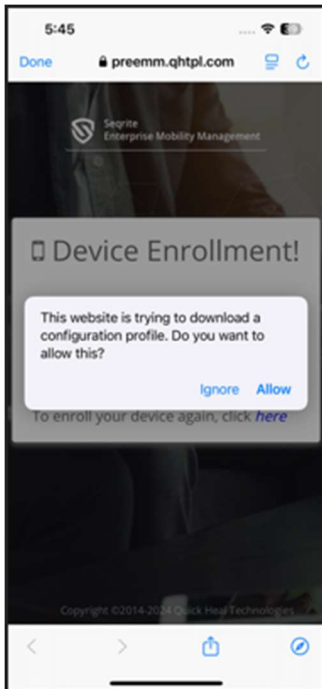 5:45
Done
preemm.qhtpl.com
Seqrite
Enterprise Mobility Management
Device Enrollment!
This website is trying to download a
configuration profile. Do you want to
allow this?
Ignore Allow
To enroll your device again, click here
Copyright ©2014-2024 Quick Heal Technologies